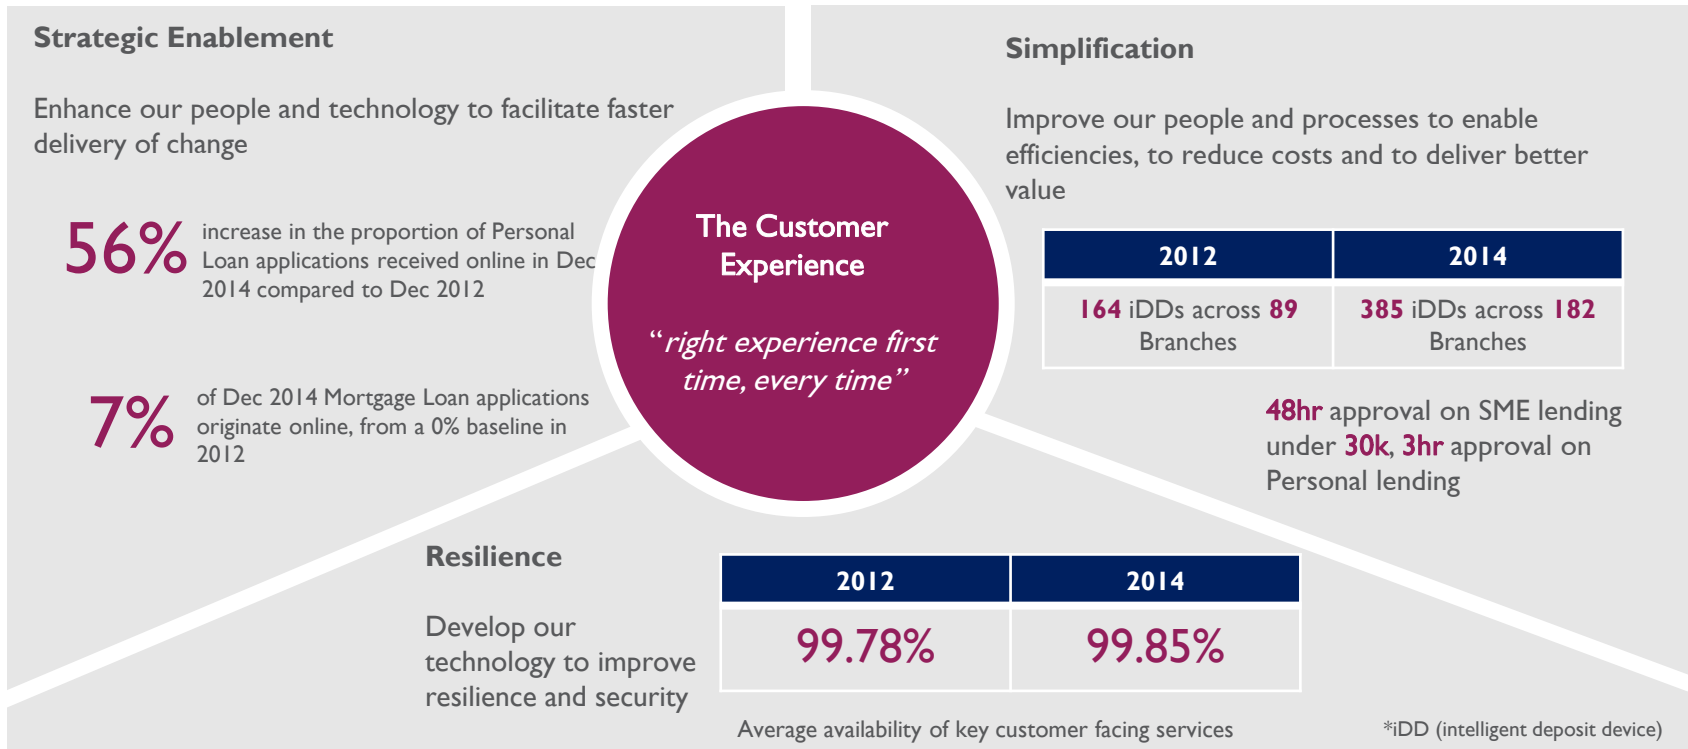 Strategic Enablement
Enhance our people and technology to facilitate faster
delivery of change
56%
increase in the proportion of Personal
Loan applications received online in Dec
2014 compared to Dec 2012
7%
of Dec 2014 Mortgage Loan applications
originate online, from a 0% baseline in
2012
The Customer
Experience
“right experience first
time, every time”
Simplification
Improve our people and processes to enable
efficiencies, to reduce costs and to deliver better
value
2012 2014
164 iDDs across 89 385 iDDs across 182
Branches Branches
48hr approval on SME lending
under 30k, 3hr approval on
Personal lending
Resilience
Develop our
technology to improve
resilience and security
2012 2014
99.78% 99.85%
Average availability of key customer facing services
*iDD (intelligent deposit device)